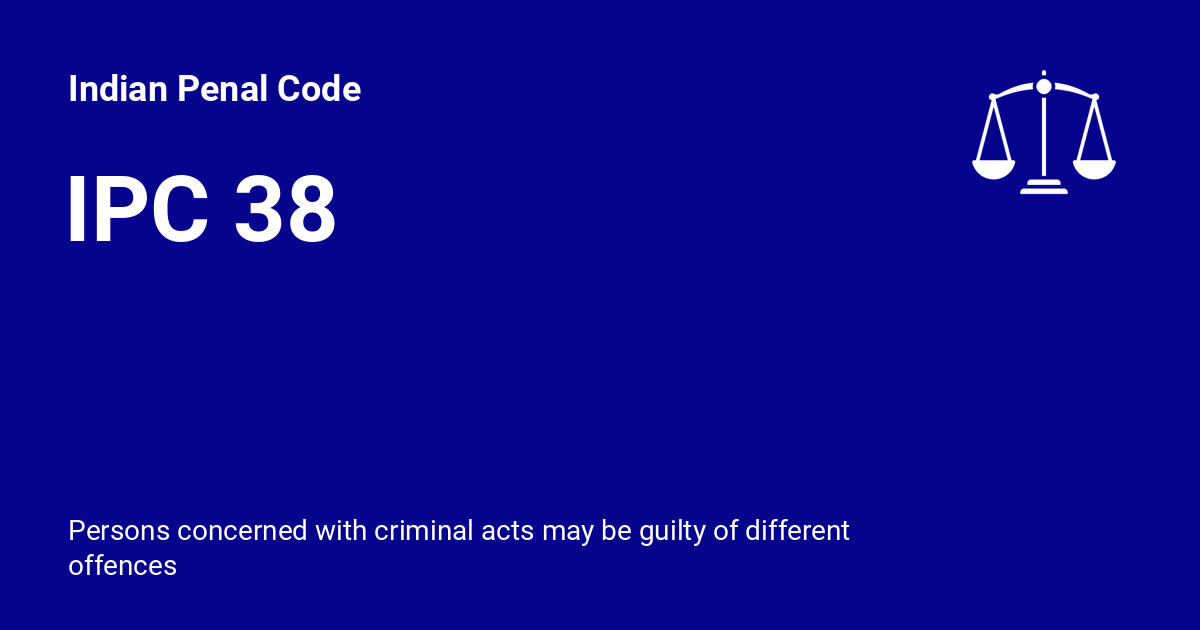 Indian Penal Code
IPC 38
Persons concerned with criminal acts may be guilty of different
offences